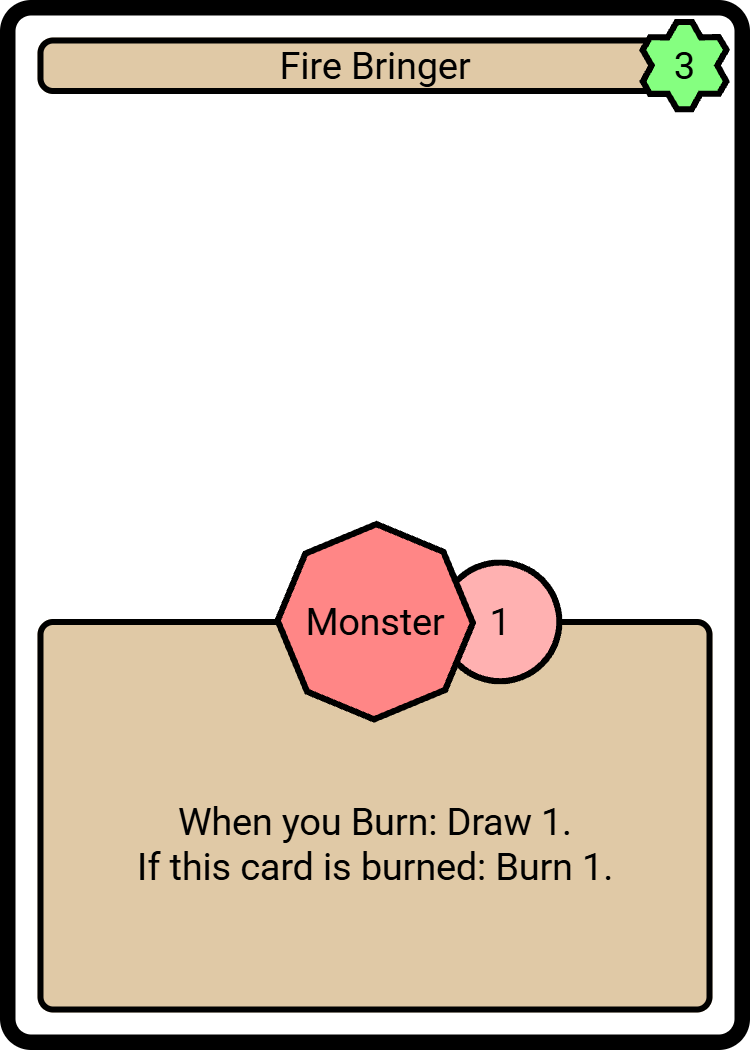 Fire Bringer
3
Monster
1
When you Burn: Draw 1.
If this card is burned: Burn 1.